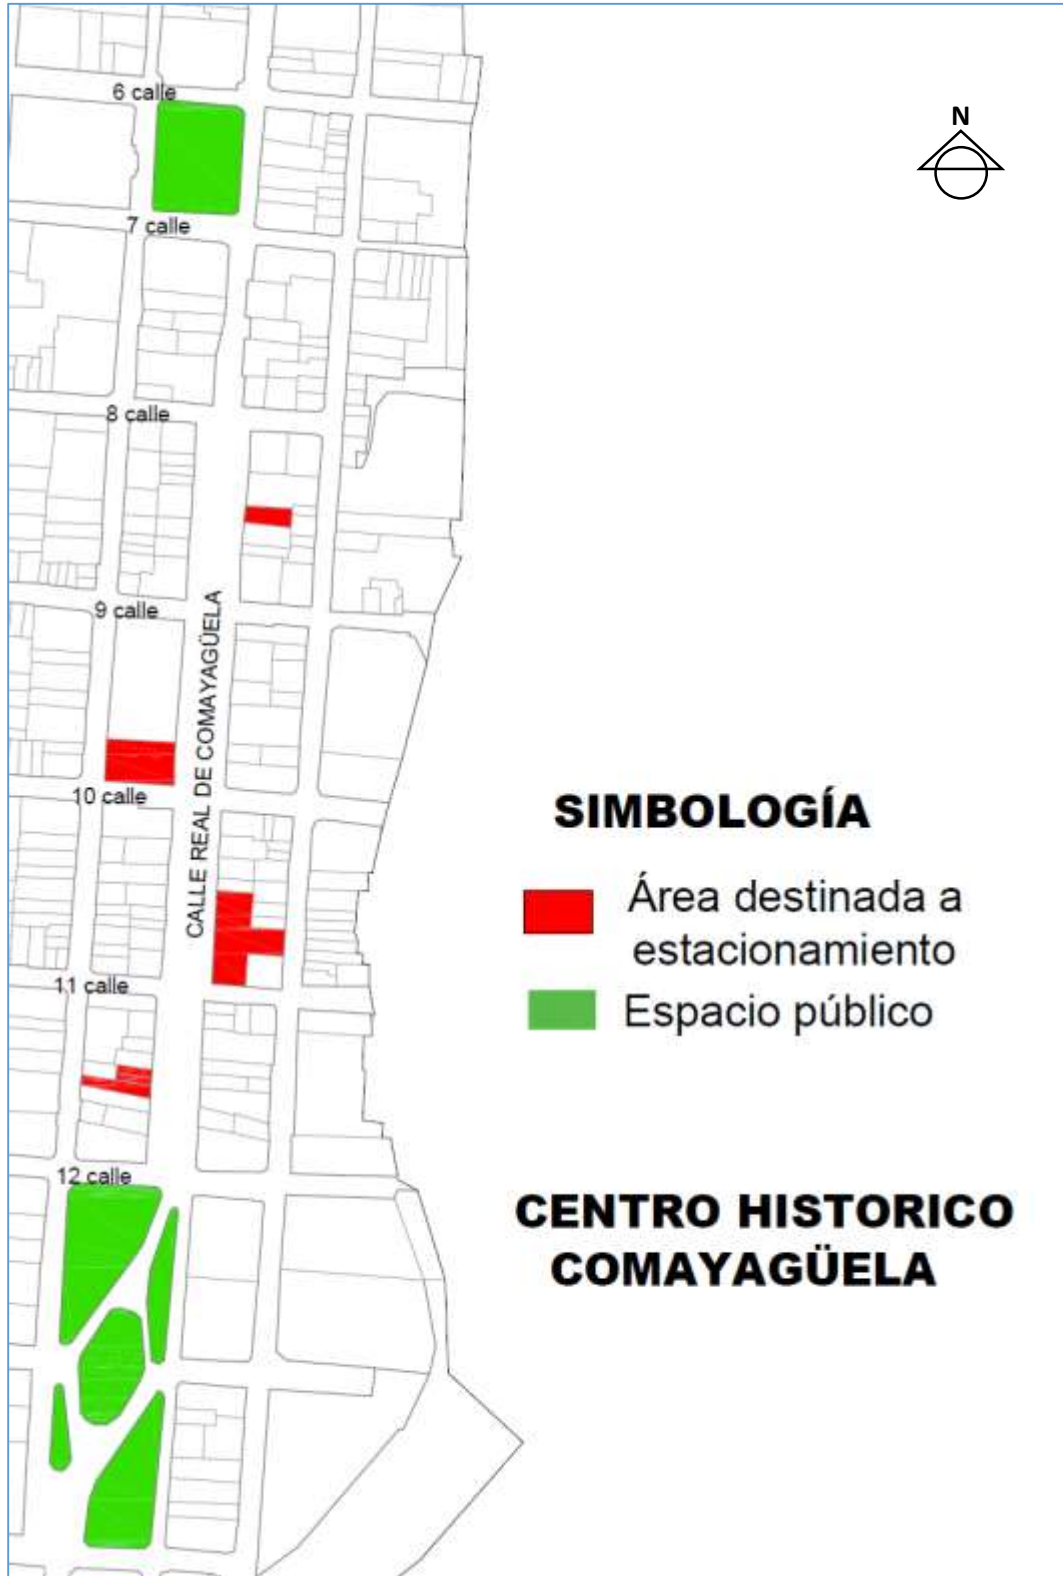 6 calle
N
7 calle
8 calle
9 calle
CALLE REAL DE COMAYAGÜELA
10 calle
SIMBOLOGÍA
Área destinada a
estacionamiento
11 calle
Espacio público
12 calle
CENTRO HISTORICO
COMAYAGÜELA